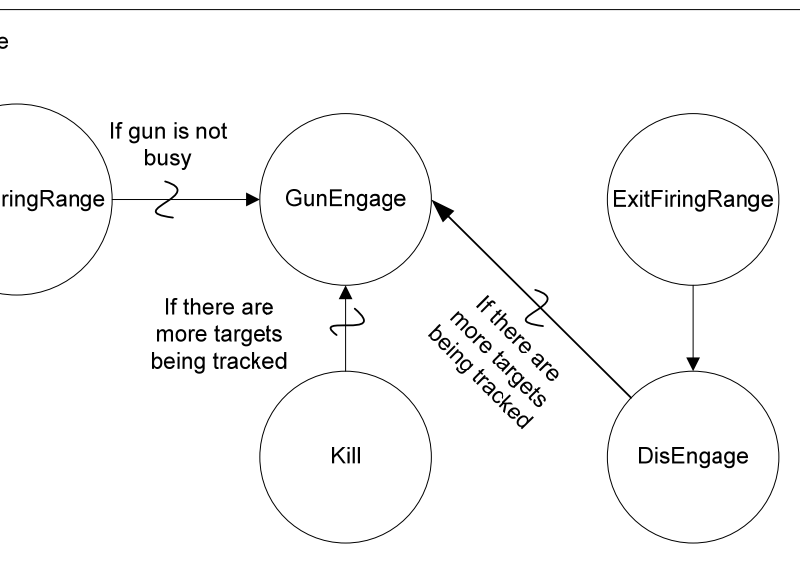 e
If gun is not
busy
ringRange
GunEngage
ExitFiringRange
If there are
more targets
being tracked
If there are
more targets
being tracked
Kill
DisEngage